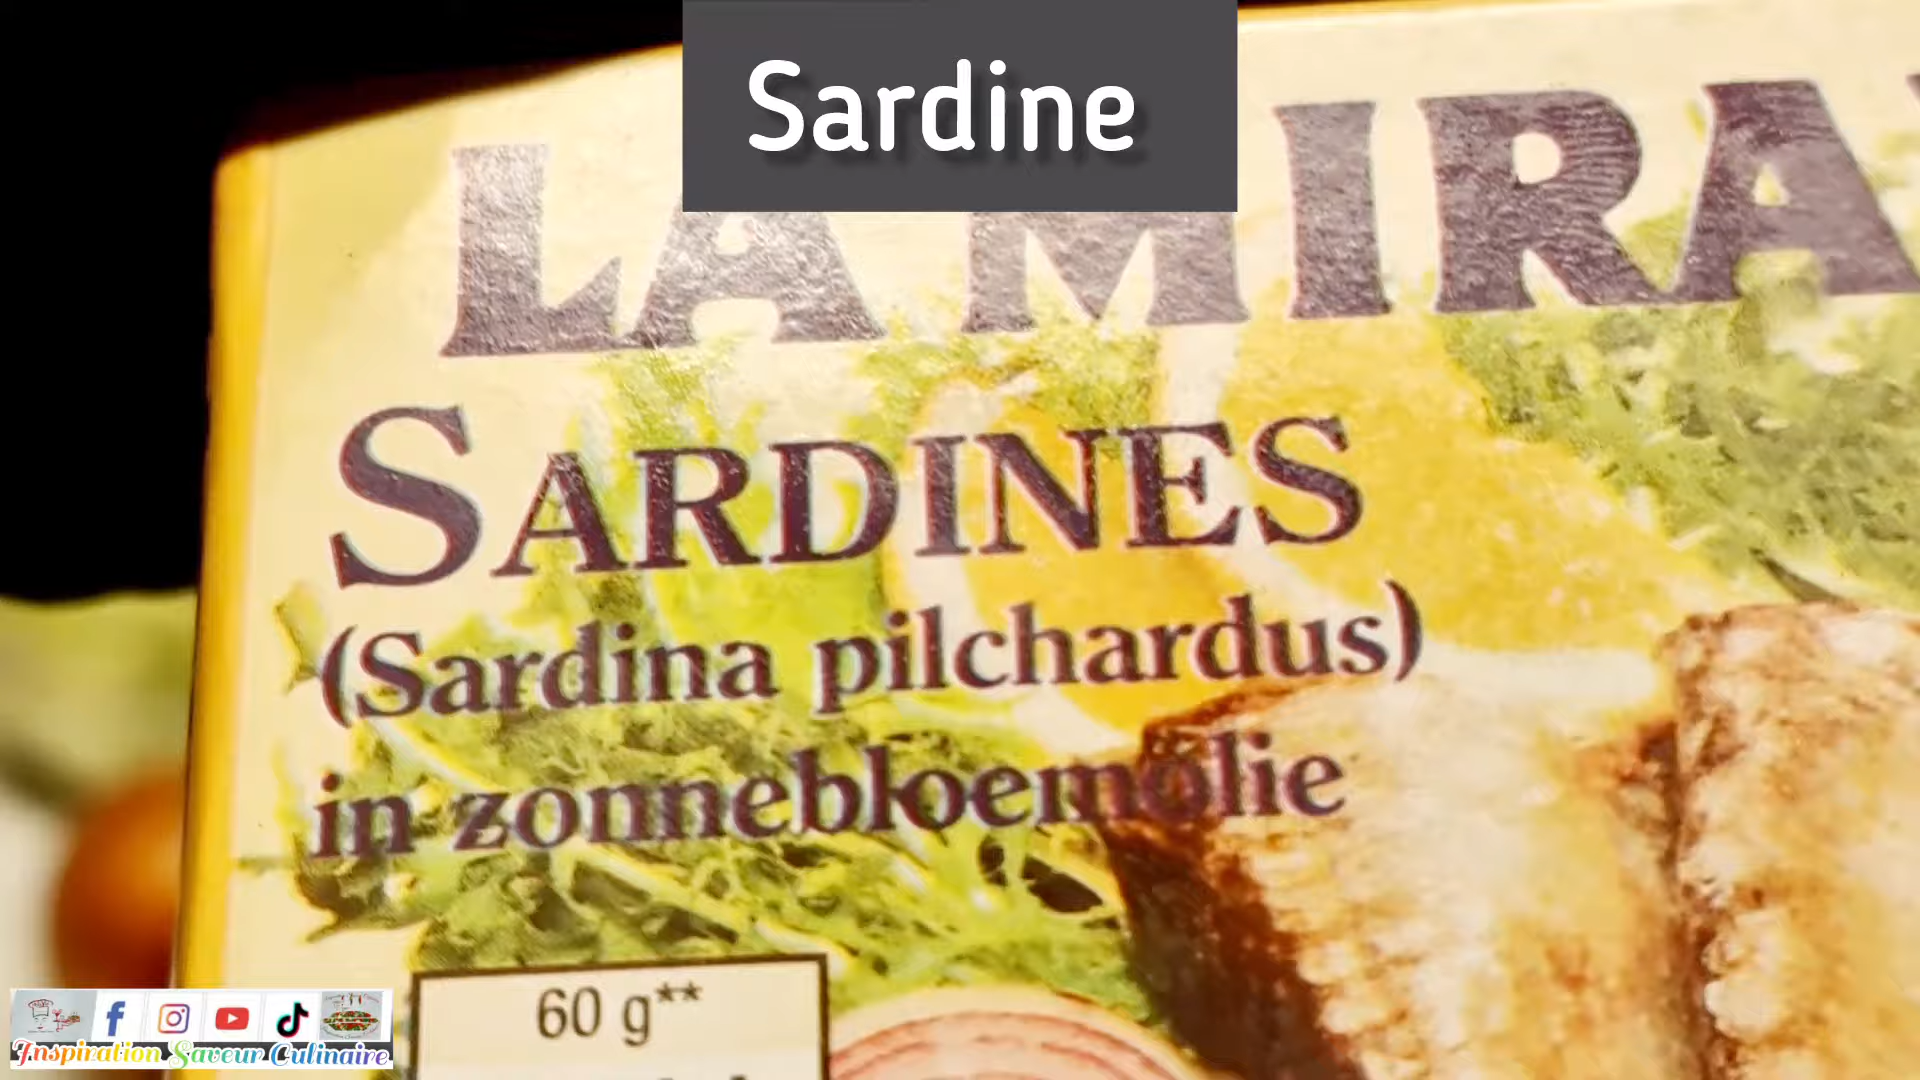 Sardine
LA MIRA
SARDINES
(Sardina pilchardus)
in zonnebloemolie
60 g**
Inspiration Saveur Culinaire